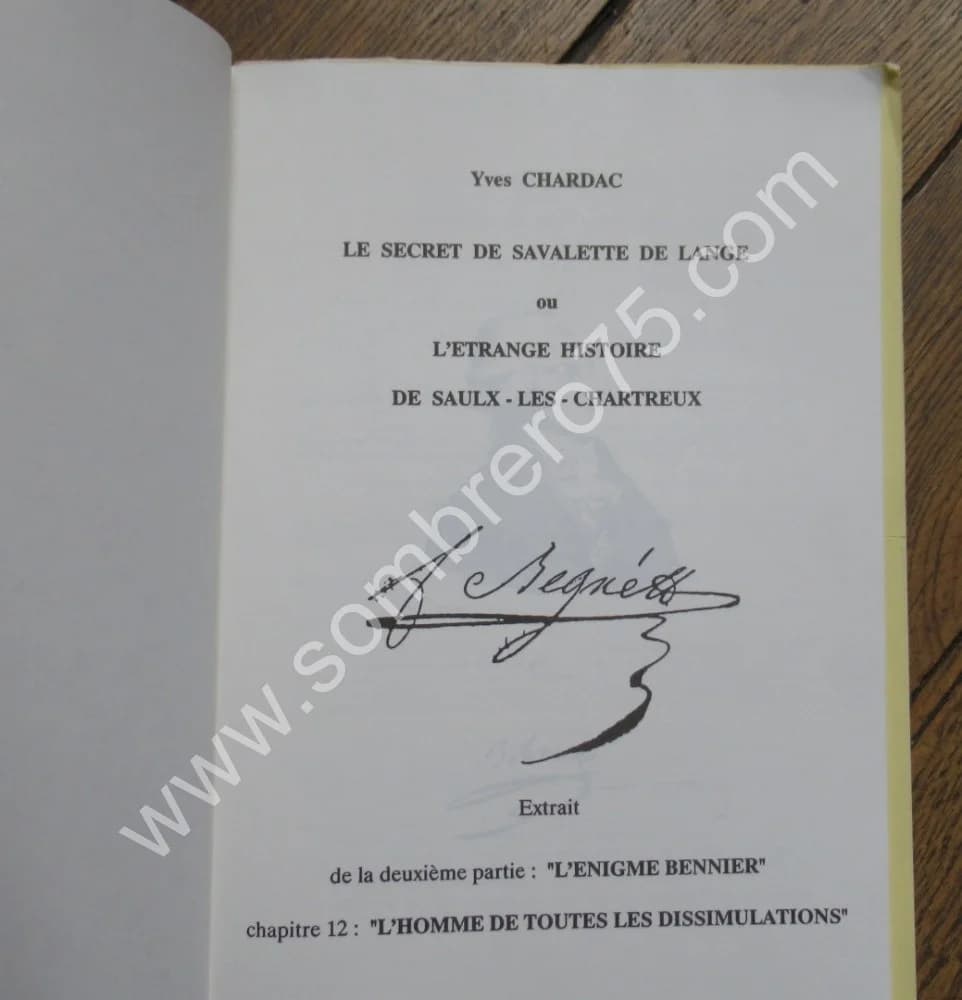 Yves CHARDAC
LE SECRET DE SAVALETTE DE LANGE
ou
L'ETRANGE HISTOIRE
DE SAULX - LES - CHARTREUX
www.sombrero75.com
Extrait
de la deuxième partie : "L'ENIGME BENNIER"
chapitre 12 : "L'HOMME DE TOUTES LES DISSIMULATIONS"